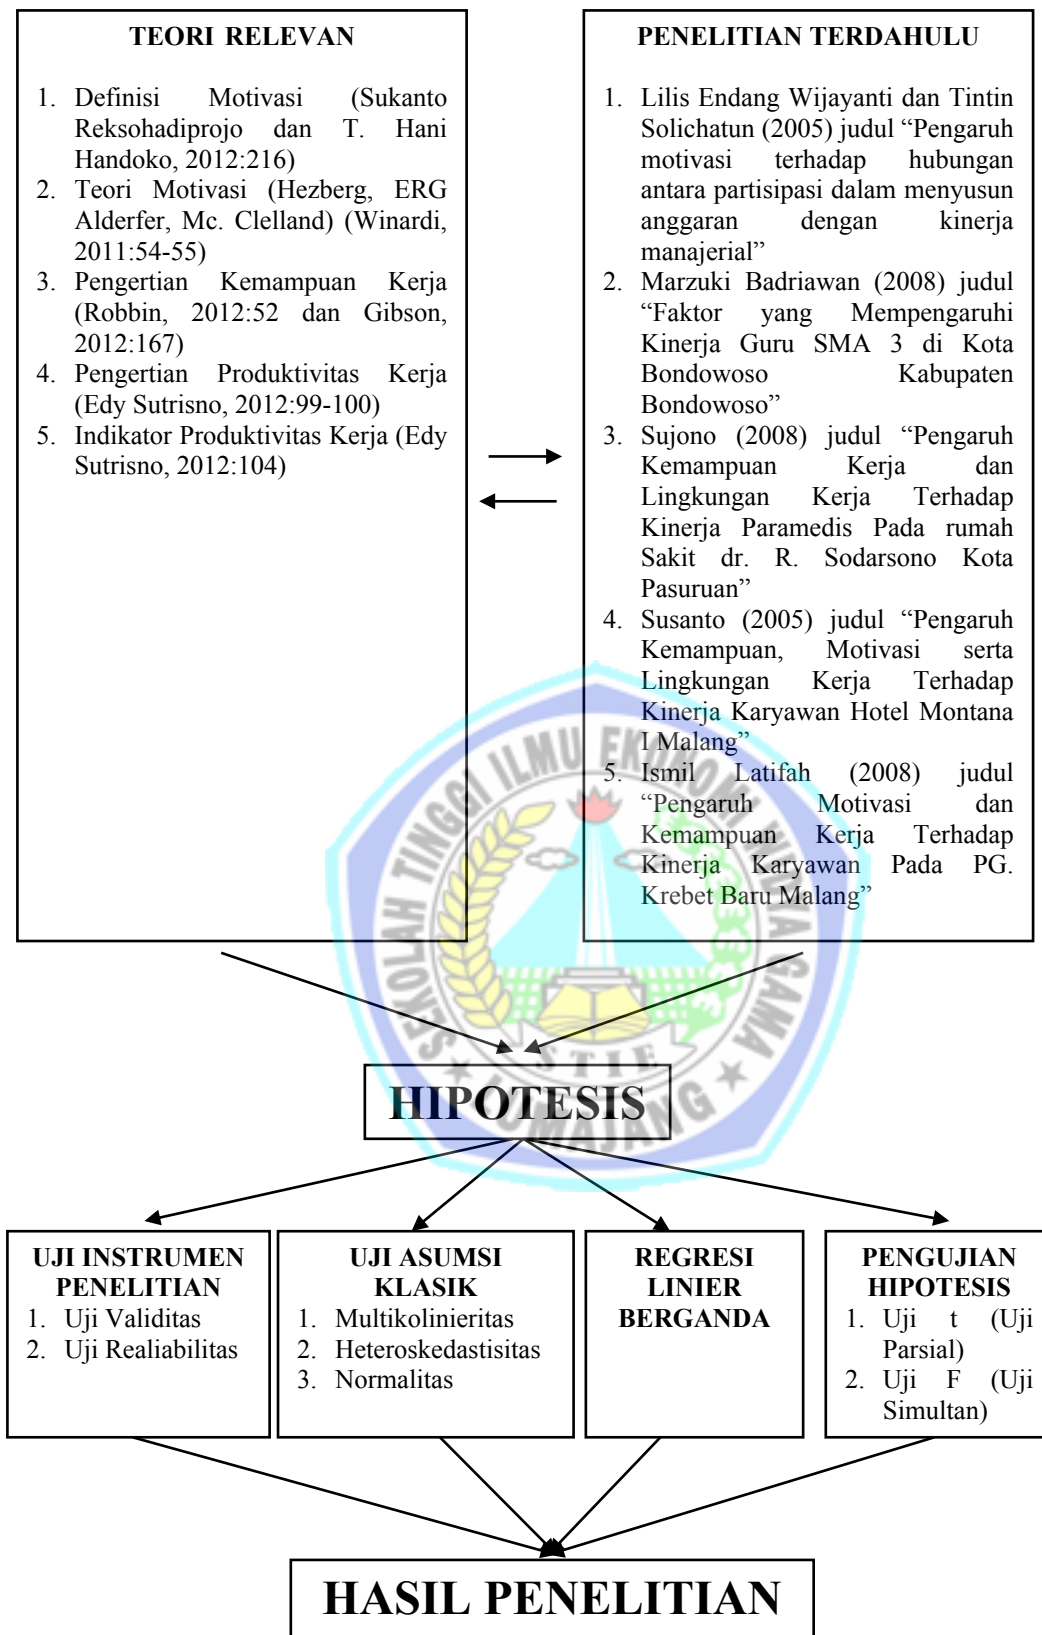 TEORI RELEVAN
1. Definisi Motivasi (Sukanto
Reksohadiprojo dan T. Hani
Handoko, 2012:216)
2. Teori Motivasi (Hezberg, ERG
Alderfer, Mc. Clelland) (Winardi,
2011:54-55)
3. Pengertian Kemampuan Kerja
(Robbin, 2012:52 dan Gibson,
2012:167)
4. Pengertian Produktivitas Kerja
(Edy Sutrisno, 2012:99-100)
5. Indikator Produktivitas Kerja (Edy
Sutrisno, 2012:104)
PENELITIAN TERDAHULU
1. Lilis Endang Wijayanti dan Tintin
Solichatun (2005) judul “Pengaruh
motivasi terhadap hubungan
antara partisipasi dalam menyusun
anggaran dengan kinerja
manajerial”
2. Marzuki Badriawan (2008) judul
“Faktor yang Mempengaruhi
Kinerja Guru SMA 3 di Kota
Bondowoso Kabupaten
Bondowoso”
3. Sujono (2008) judul “Pengaruh
Kemampuan Kerja dan
Lingkungan Kerja Terhadap
Kinerja Paramedis Pada rumah
Sakit dr. R. Sodarsono Kota
Pasuruan”
4. Susanto (2005) judul “Pengaruh
Kemampuan, Motivasi serta
Lingkungan Kerja Terhadap
Kinerja Karyawan Hotel Montana
I Malang”
5. Ismil Latifah (2008) judul
“Pengaruh Motivasi dan
Kemampuan Kerja Terhadap
Kinerja Karyawan Pada PG.
Krebet Baru Malang”
SEKOLAH TINGGI ILMU EKONOMI WIDYA GAMA
STIE
LUMAJANG
HIPOTESIS
UJI INSTRUMEN
PENELITIAN
1. Uji Validitas
2. Uji Realiabilitas
UJI ASUMSI
KLASIK
1. Multikolinieritas
2. Heteroskedastisitas
3. Normalitas
REGRESI
LINIER
BERGANDA
PENGUJIAN
HIPOTESIS
1. Uji t (Uji
Parsial)
2. Uji F (Uji
Simultan)
HASIL PENELITIAN